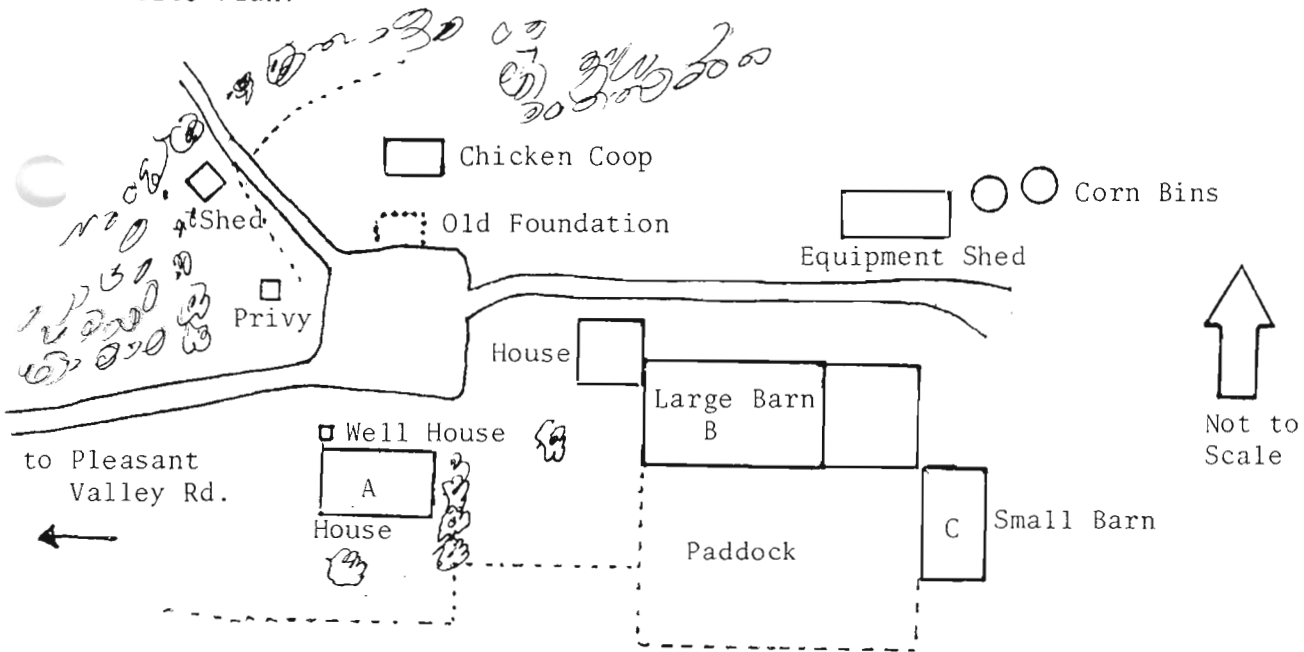 Chicken Coop
Corn Bins
Shed
Old Foundation
Equipment Shed
Privy
House
Large Barn
B
Well House
Not to
Scale
to Pleasant
Valley Rd.
A
House
C
Small Barn
Paddock